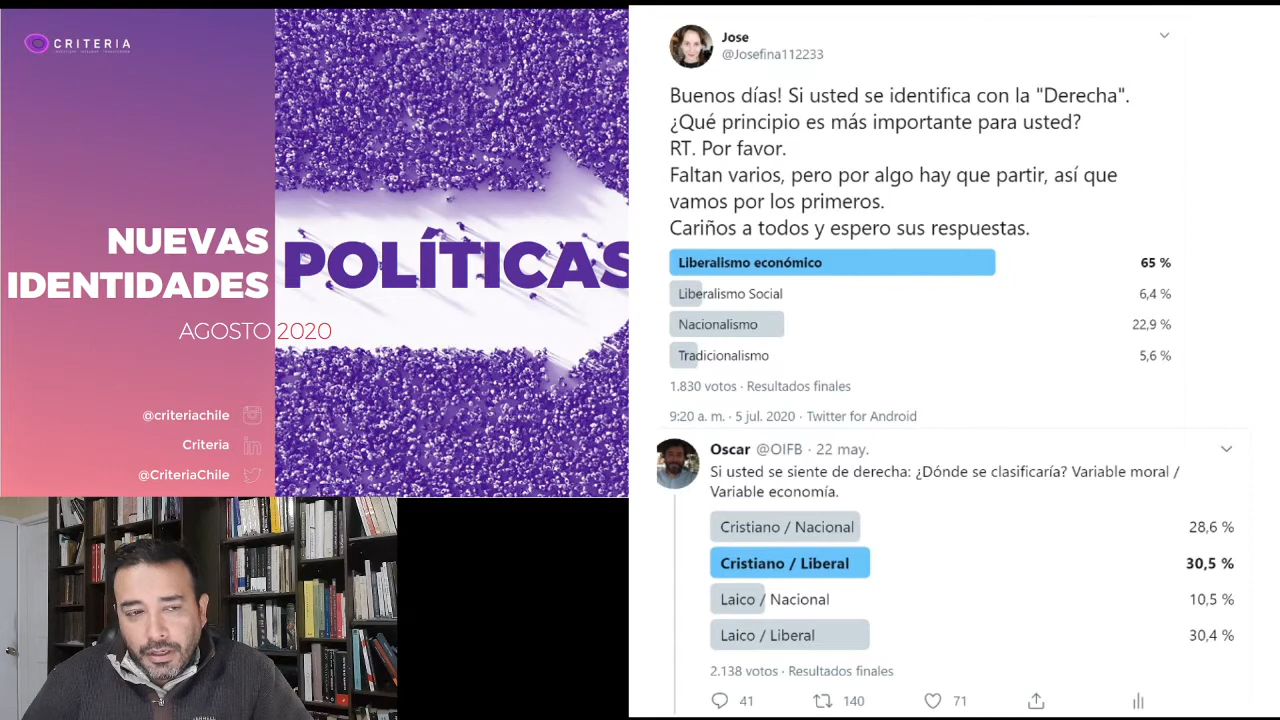 CRITERIA
NUEVAS
IDENTIDADES
POLÍTICAS
AGOSTO 2020
@criteriachile
Criteria
@CriteriaChile
Jose
@Josefina112233
Buenos días! Si usted se identifica con la "Derecha".
¿Qué principio es más importante para usted?
RT. Por favor.
Faltan varios, pero por algo hay que partir, así que
vamos por los primeros.
Cariños a todos y espero sus respuestas.
Liberalismo económico 65 %
Liberalismo Social 6,4 %
Nacionalismo 22,9 %
Tradicionalismo 5,6 %
1.830 votos · Resultados finales
9:20 a. m. · 5 jul. 2020 · Twitter for Android
Oscar @OIFB · 22 may.
Si usted se siente de derecha: ¿Dónde se clasificaría? Variable moral /
Variable economía.
Cristiano / Nacional 28,6 %
Cristiano / Liberal 30,5 %
Laico / Nacional 10,5 %
Laico / Liberal 30,4 %
2.138 votos · Resultados finales
41 140 71